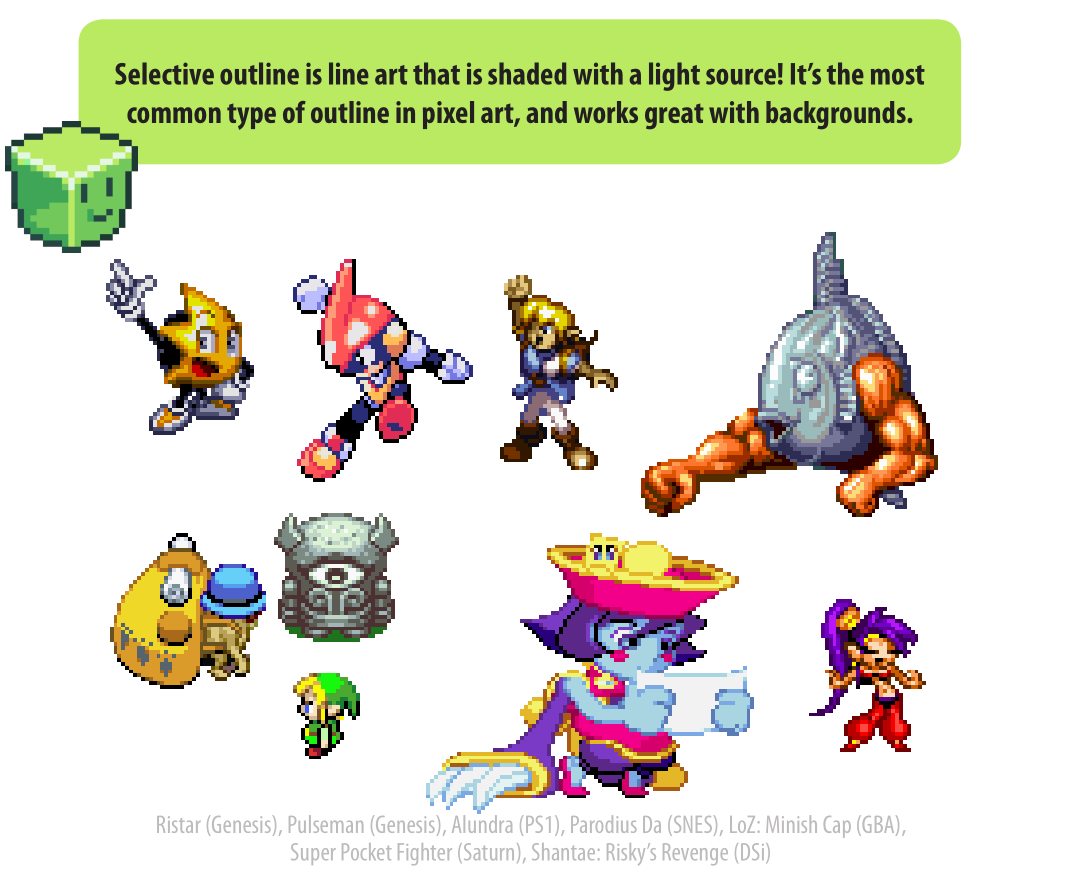 Selective outline is line art that is shaded with a light source! It’s the most
common type of outline in pixel art, and works great with backgrounds.
Ristar (Genesis), Pulseman (Genesis), Alundra (PS1), Parodius Da (SNES), LoZ: Minish Cap (GBA),
Super Pocket Fighter (Saturn), Shantae: Risky’s Revenge (DSi)